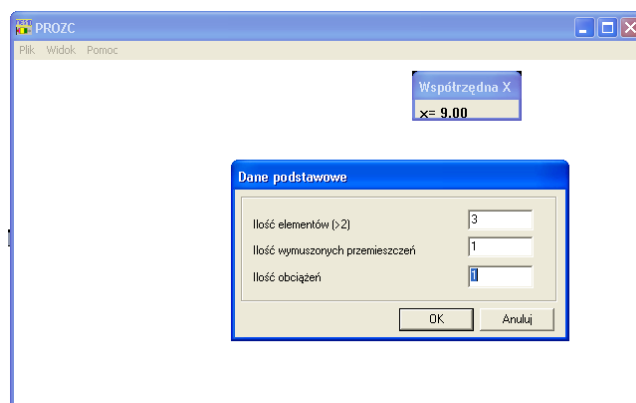 PROZC
Plik Widok Pomoc
Współrzędna X
x= 9.00
Dane podstawowe
Ilość elementów (>2) 3
Ilość wymuszonych przemieszczeń 1
Ilość obciążeń 1
OK Anuluj